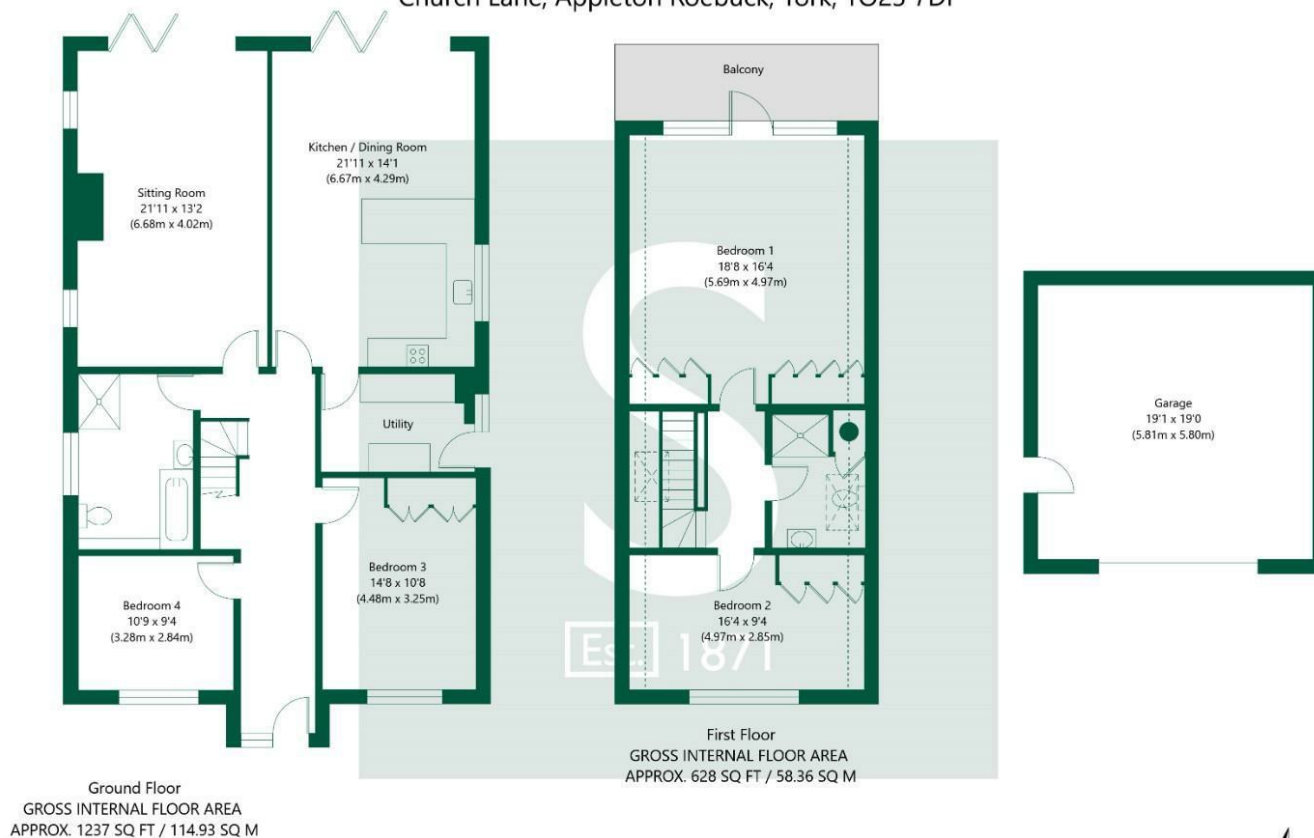 Church Lane, Appleton Roebuck, York, YO23 7DP
Balcony
Kitchen / Dining Room
21'11 x 14'1
(6.67m x 4.29m)
Sitting Room
21'11 x 13'2
(6.68m x 4.02m)
Bedroom 1
18'8 x 16'4
(5.69m x 4.97m)
Garage
19'1 x 19'0
(5.81m x 5.80m)
Utility
Bedroom 3
14'8 x 10'8
(4.48m x 3.25m)
Bedroom 4
10'9 x 9'4
(3.28m x 2.84m)
Bedroom 2
16'4 x 9'4
(4.97m x 2.85m)
S
Est. 1871
First Floor
GROSS INTERNAL FLOOR AREA
APPROX. 628 SQ FT / 58.36 SQ M
Ground Floor
GROSS INTERNAL FLOOR AREA
APPROX. 1237 SQ FT / 114.93 SQ M